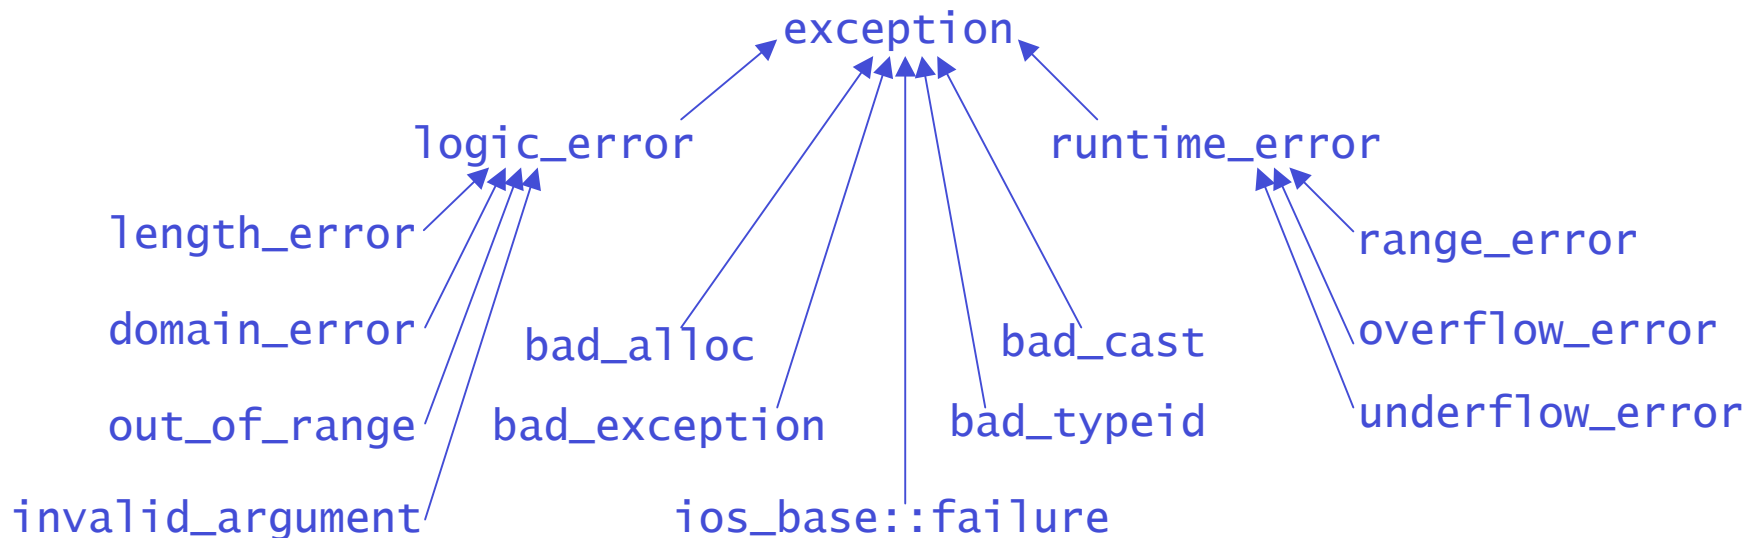 exception
logic_error
runtime_error
length_error
range_error
domain_error
bad_alloc
bad_cast
overflow_error
out_of_range
bad_exception
bad_typeid
underflow_error
invalid_argument
ios_base::failure